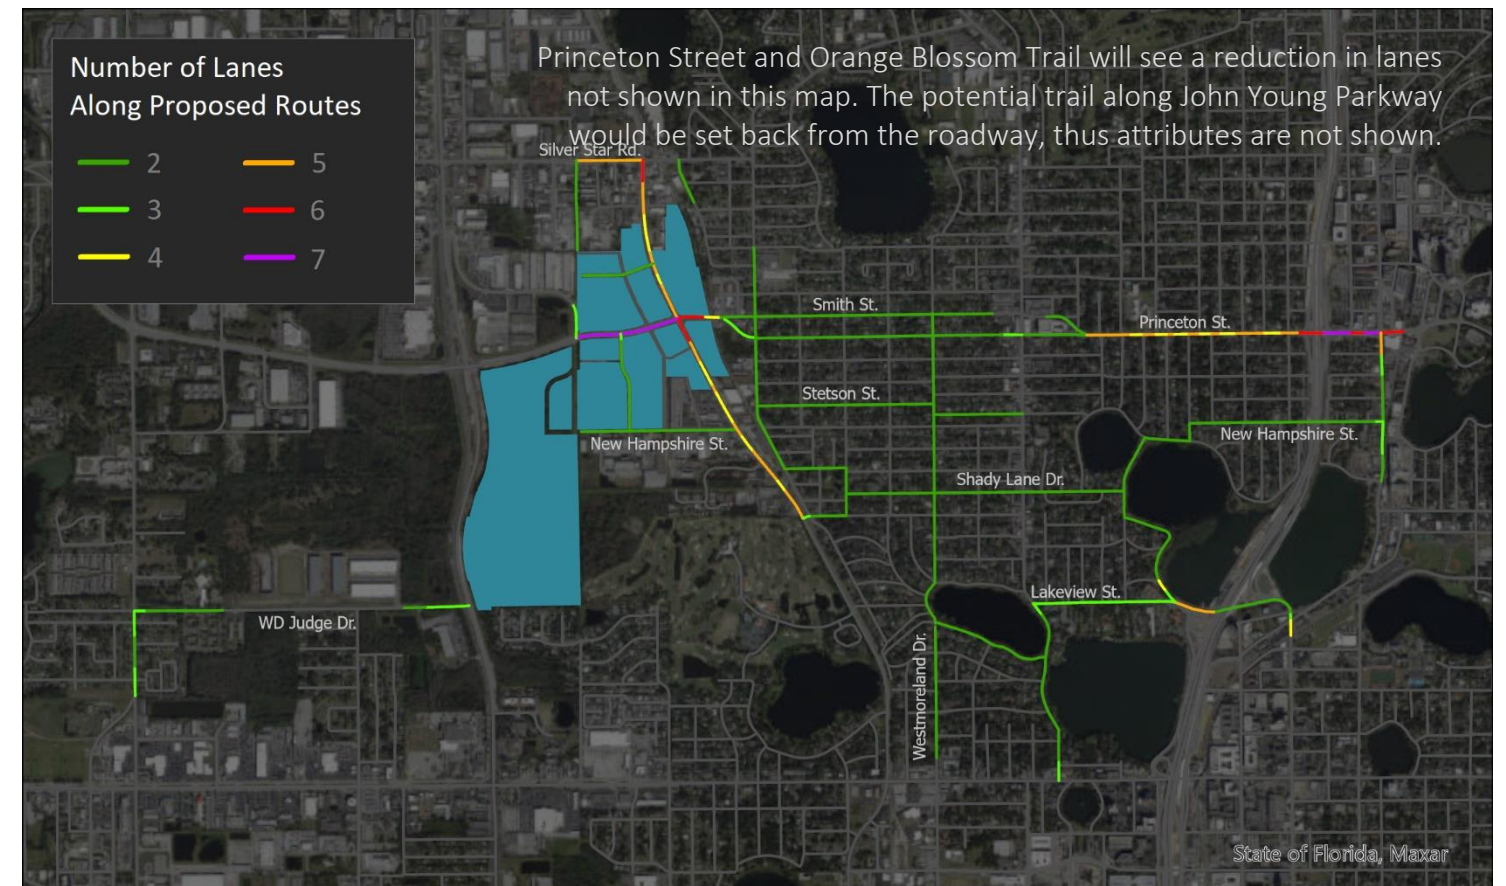 Number of Lanes
Along Proposed Routes
2
5
3
6
4
7
Princeton Street and Orange Blossom Trail will see a reduction in lanes
not shown in this map. The potential trail along John Young Parkway
would be set back from the roadway, thus attributes are not shown.
Silver Star Rd.
Smith St.
Princeton St.
Stetson St.
New Hampshire St.
New Hampshire St.
Shady Lane Dr.
Lakeview St.
WD Judge Dr.
Westmoreland Dr.
State of Florida, Maxar